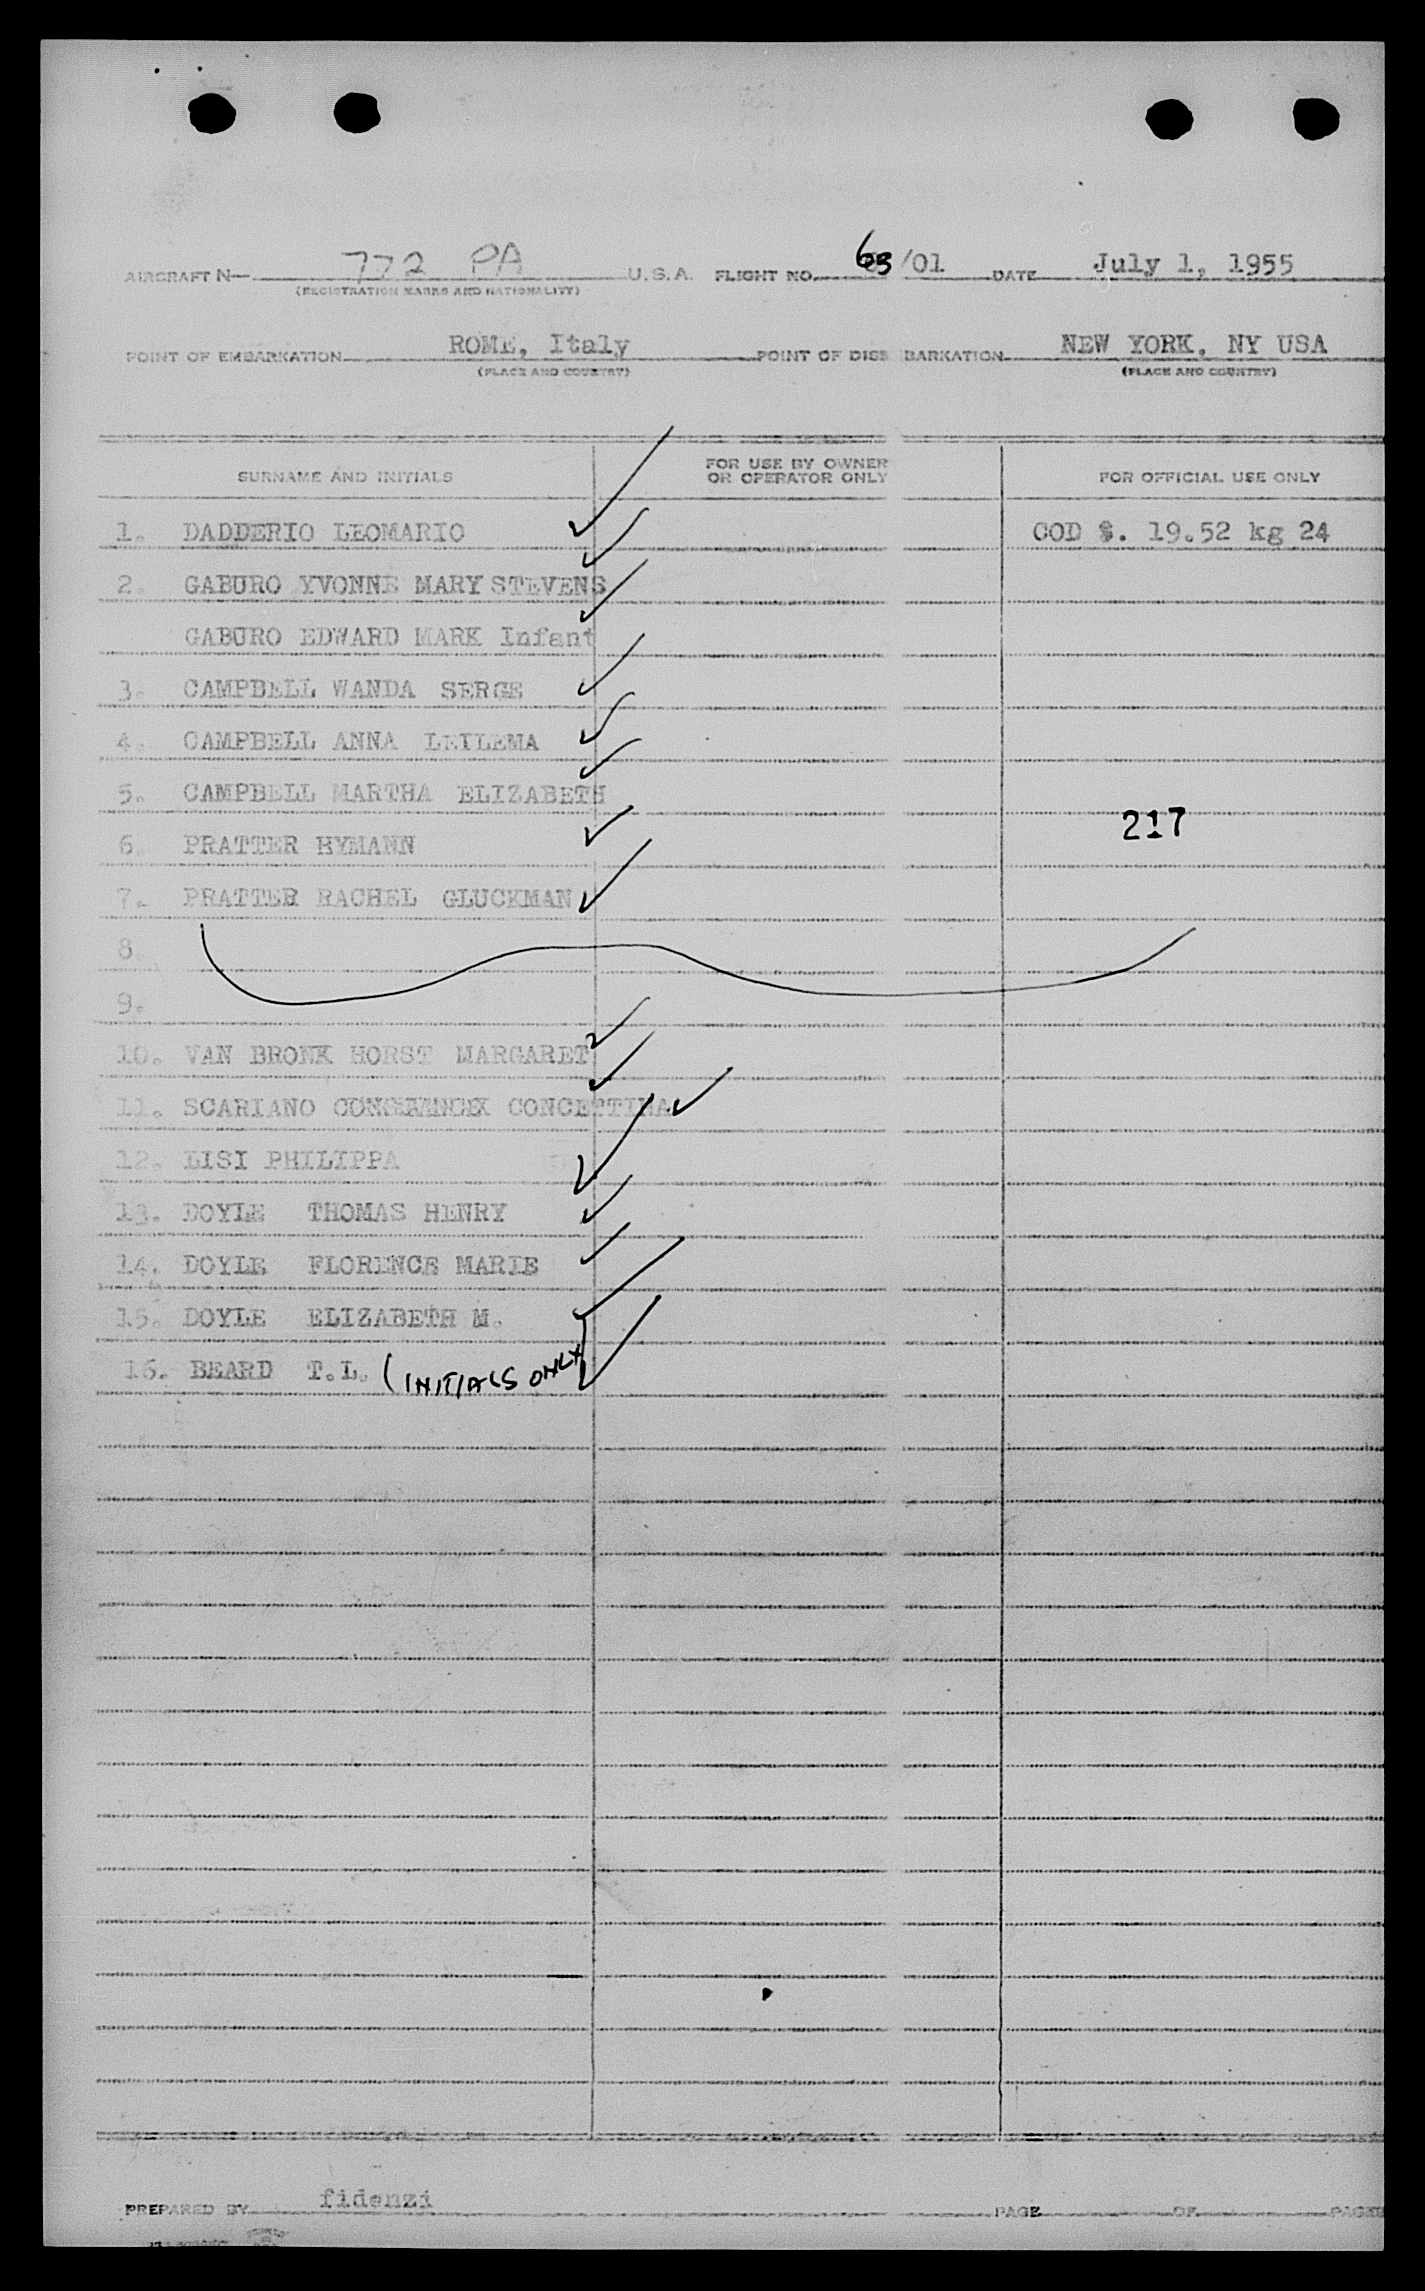 AIRCRAFT N— 772 PA U.S.A. FLIGHT NO. 63/01 DATE July 1, 1955
(REGISTRATION MARKS AND NATIONALITY)
POINT OF EMBARKATION ROME, Italy POINT OF DISE BARKATION NEW YORK, NY USA
(PLACE AND COUNTRY) (PLACE AND COUNTRY)
SURNAME AND INITIALS FOR USE BY OWNER OR OPERATOR ONLY FOR OFFICIAL USE ONLY
1. DADDERIO LEOMARIO COD $. 19.52 kg 24
2. GABURO YVONNE MARY STEVENS
GABURO EDWARD MARK Infant
3. CAMPBELL WANDA SERGE
4. CAMPBELL ANNA LEILEMA
5. CAMPBELL MARTHA ELIZABETH
217
6. PRATTER HYMANN
7. PRATTER RACHEL GLUCKMAN
8.
9.
10. VAN BRONK HORST MARGARET
11. SCARIANO CONCETTINA
12. LISI PHILIPPA
13. DOYLE THOMAS HENRY
14. DOYLE FLORENCE MARIE
15. DOYLE ELIZABETH M.
16. BEARD T.L. (INITIALS ONLY)
PREPARED BY fidenzi PAGE OF PAGES